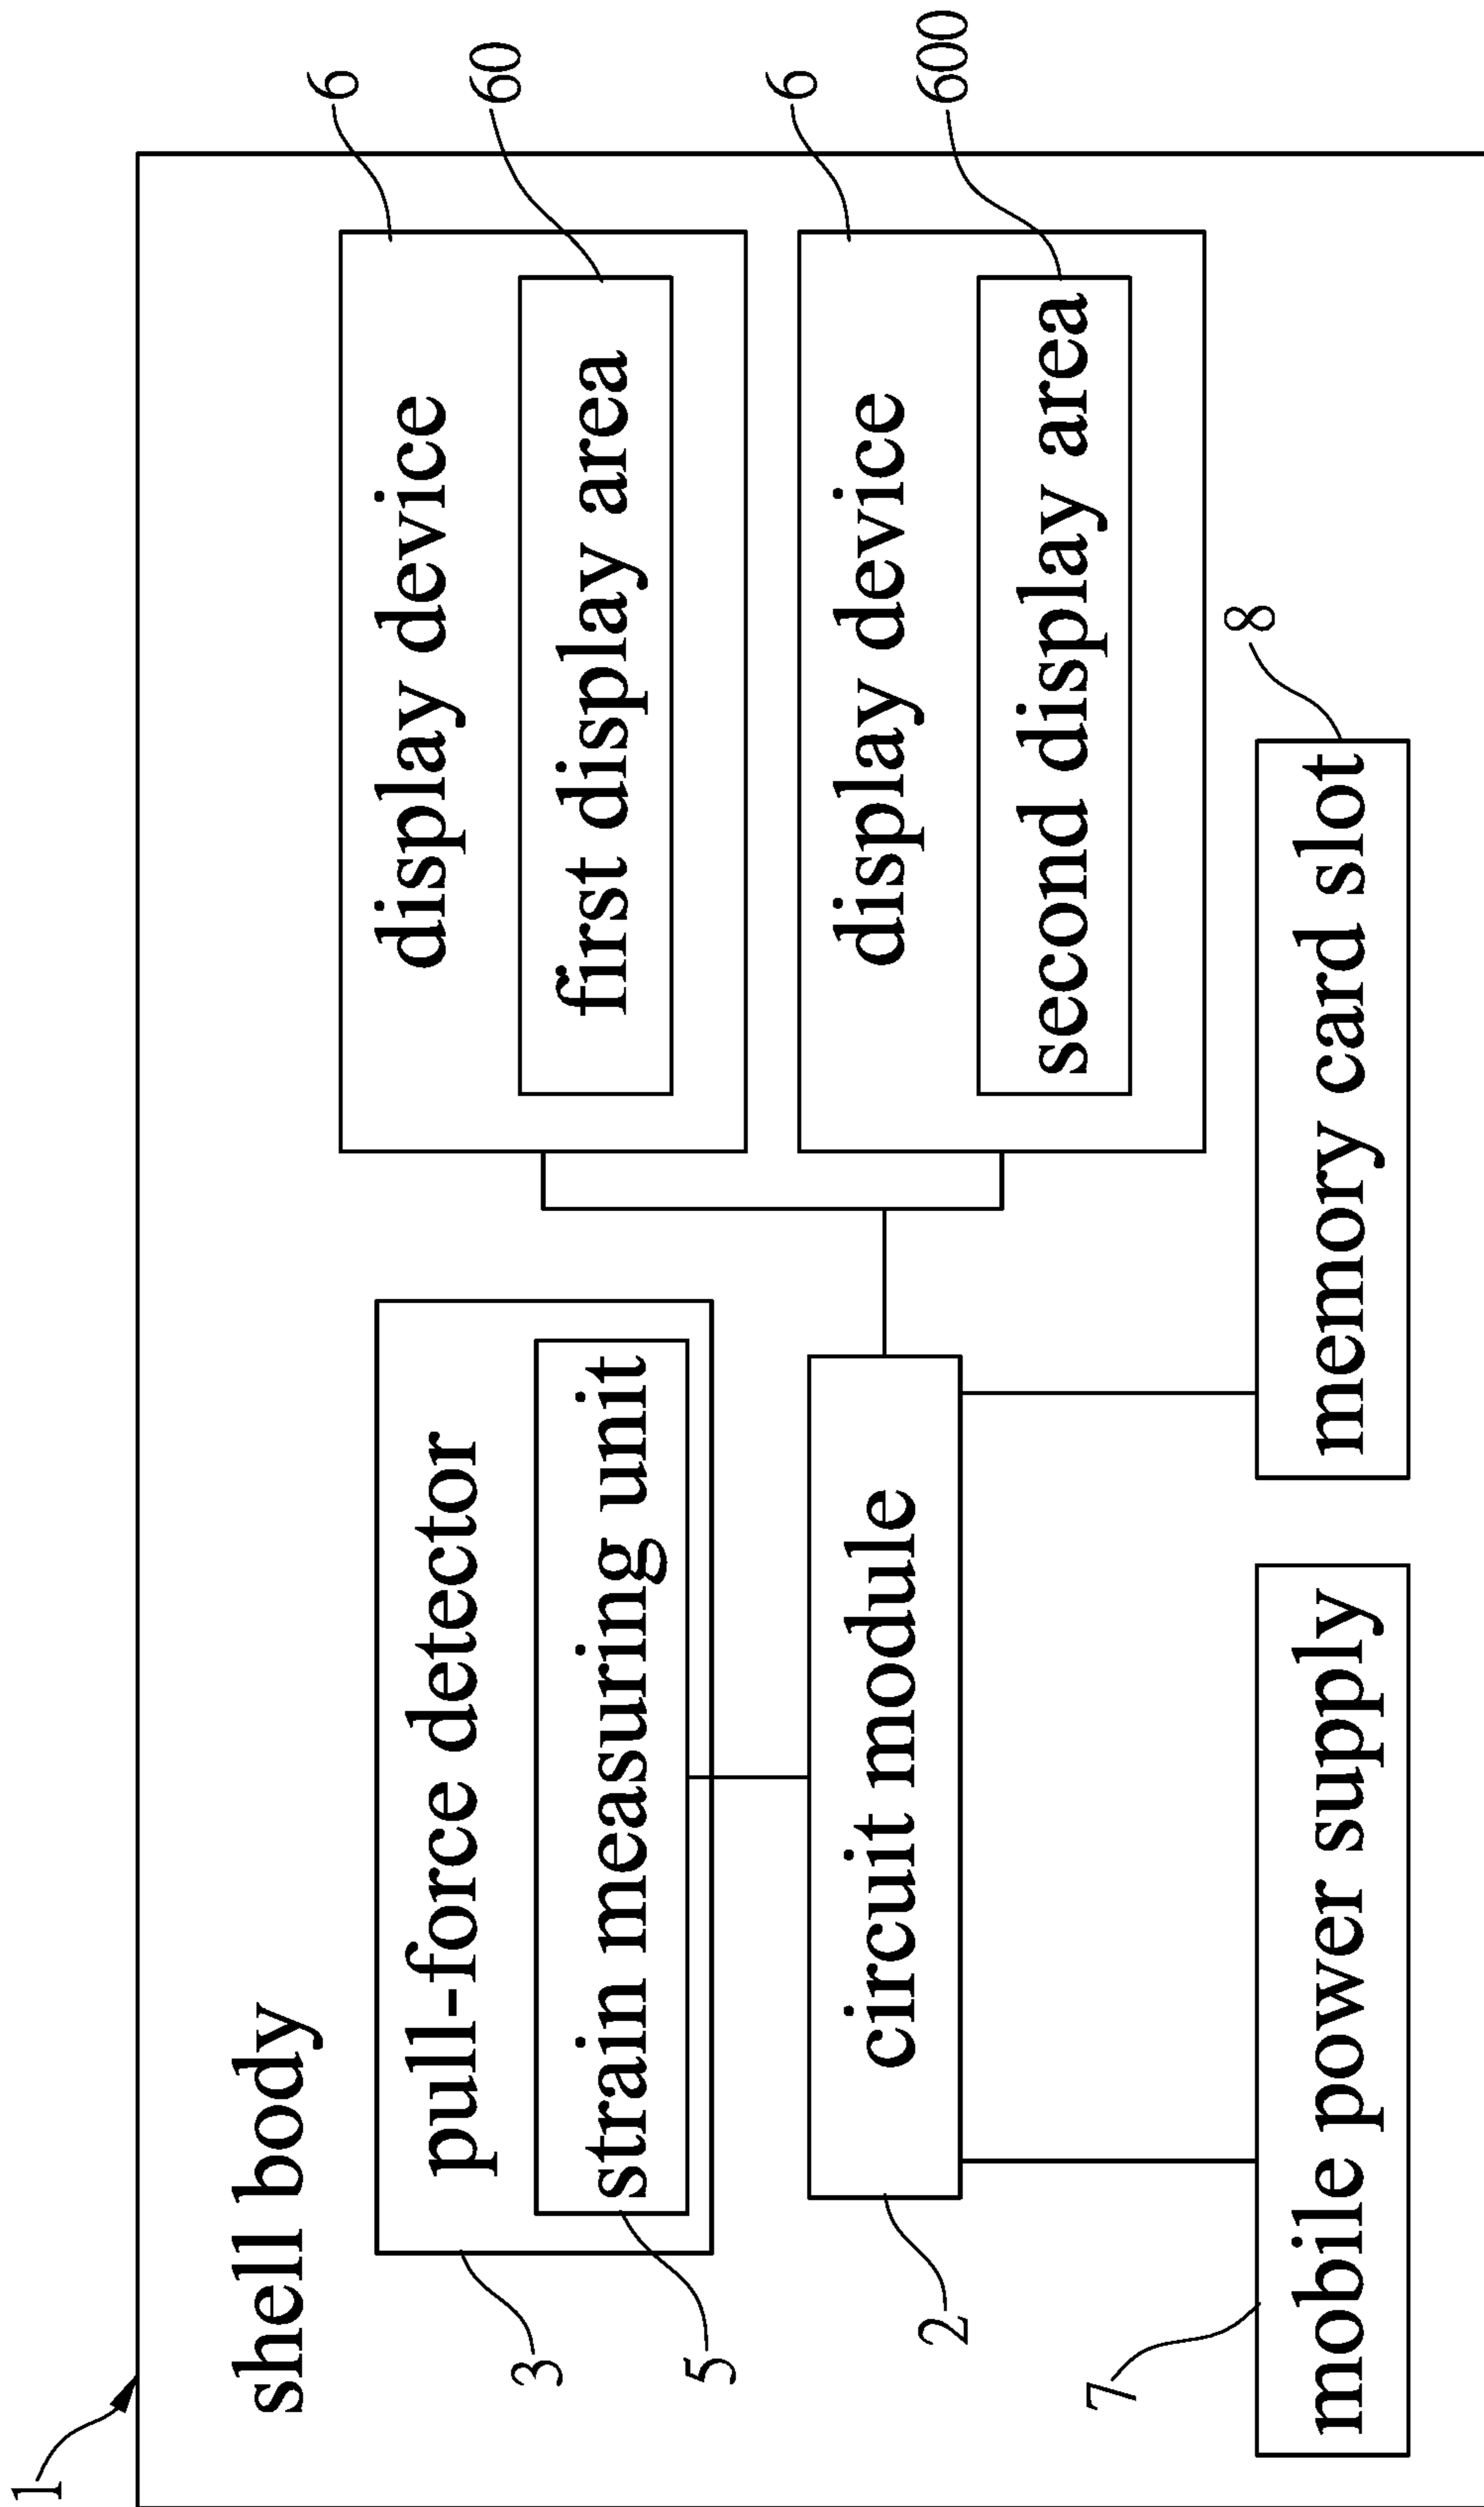 1
shell body
pull-force detector
3
strain measuring unit
5
circuit module
2
mobile power supply
7
display device
6
first display area
60
display device
6
second display area
600
memory card slot
8